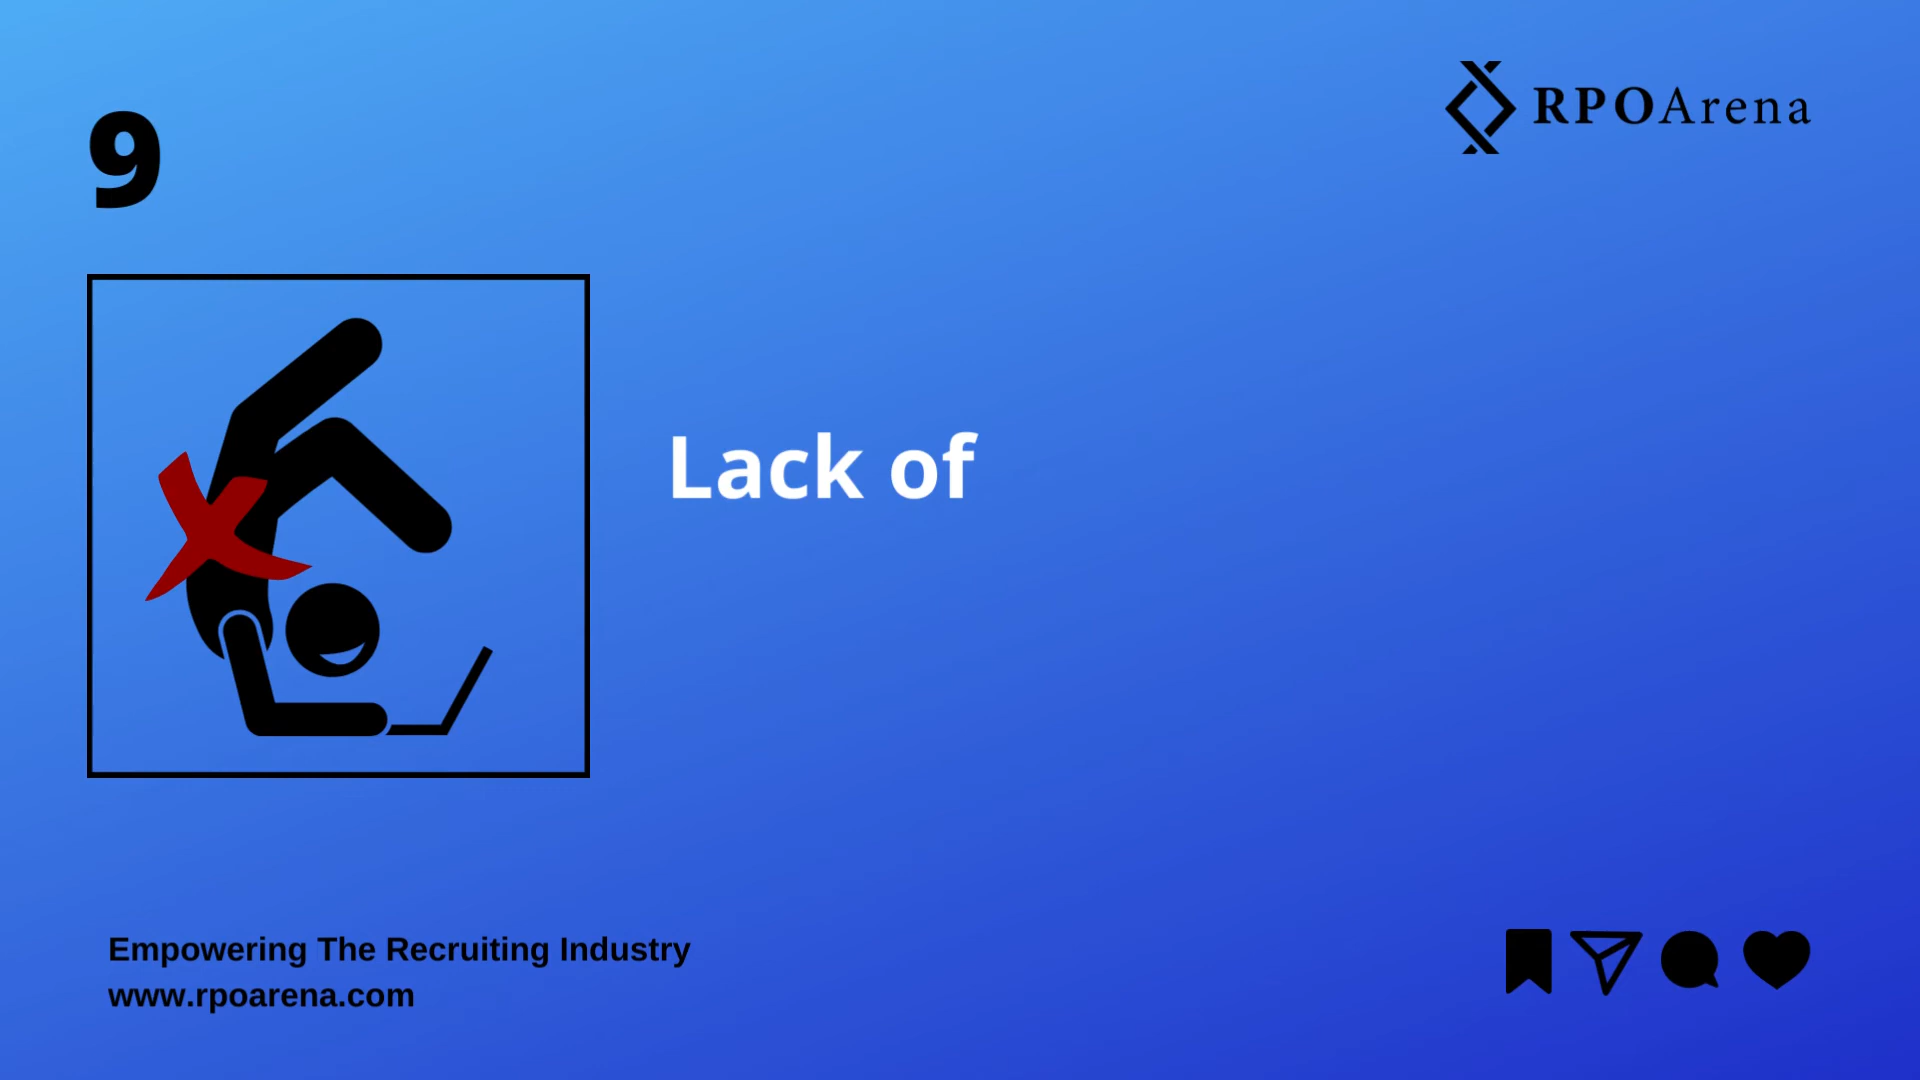 9
RPOArena
Lack of
Empowering The Recruiting Industry
www.rpoarena.com